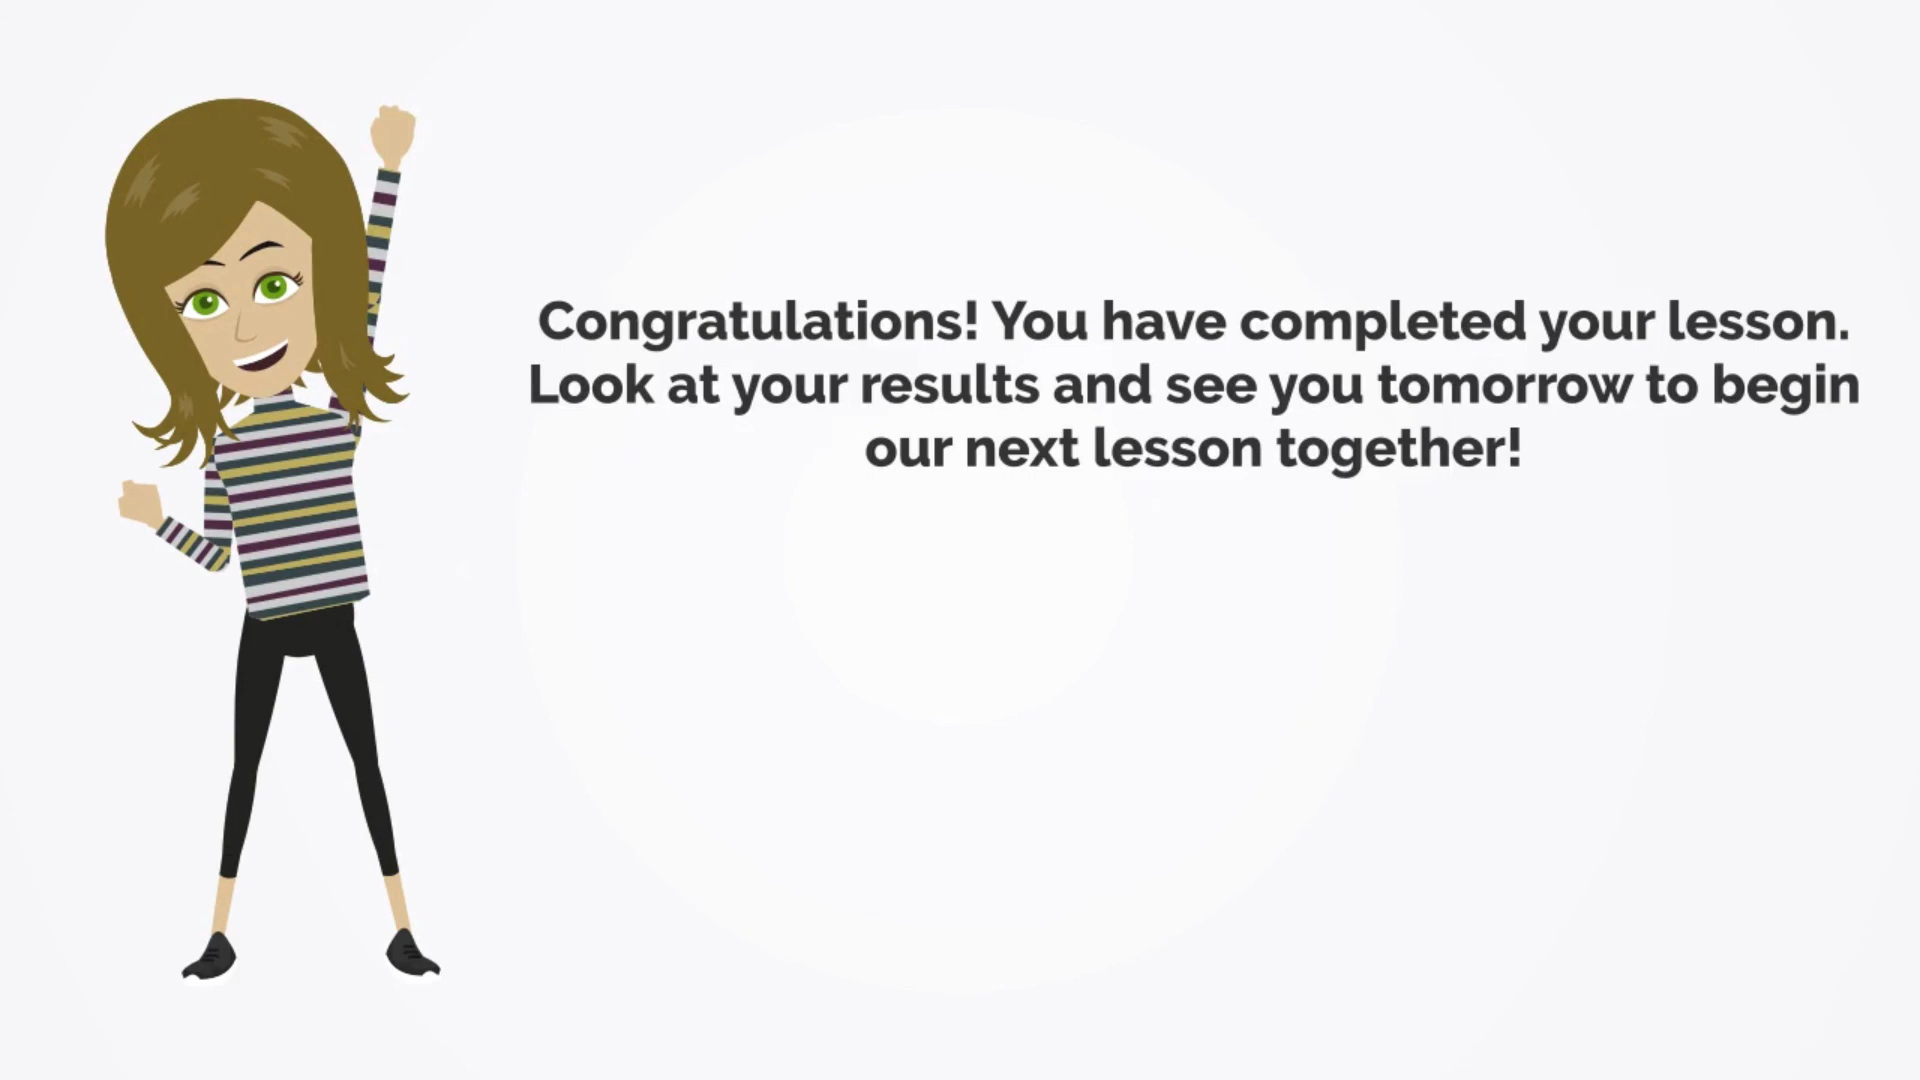 Congratulations! You have completed your lesson.
Look at your results and see you tomorrow to begin
our next lesson together!